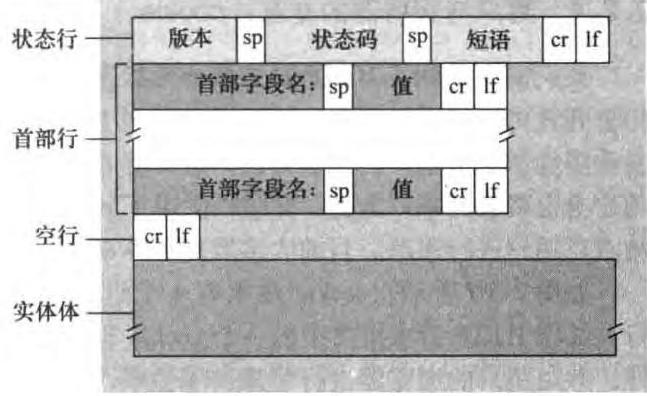 状态行 版本 sp 状态码 sp 短语 cr lf
首部字段名： sp 值 cr lf
首部行
首部字段名： sp 值 cr lf
空行 cr lf
实体体